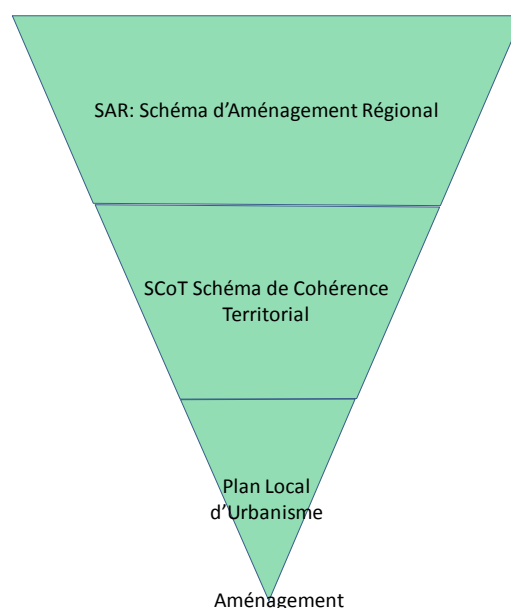 SAR: Schéma d’Aménagement Régional
SCoT Schéma de Cohérence
Territorial
Plan Local
d’Urbanisme
Aménagement